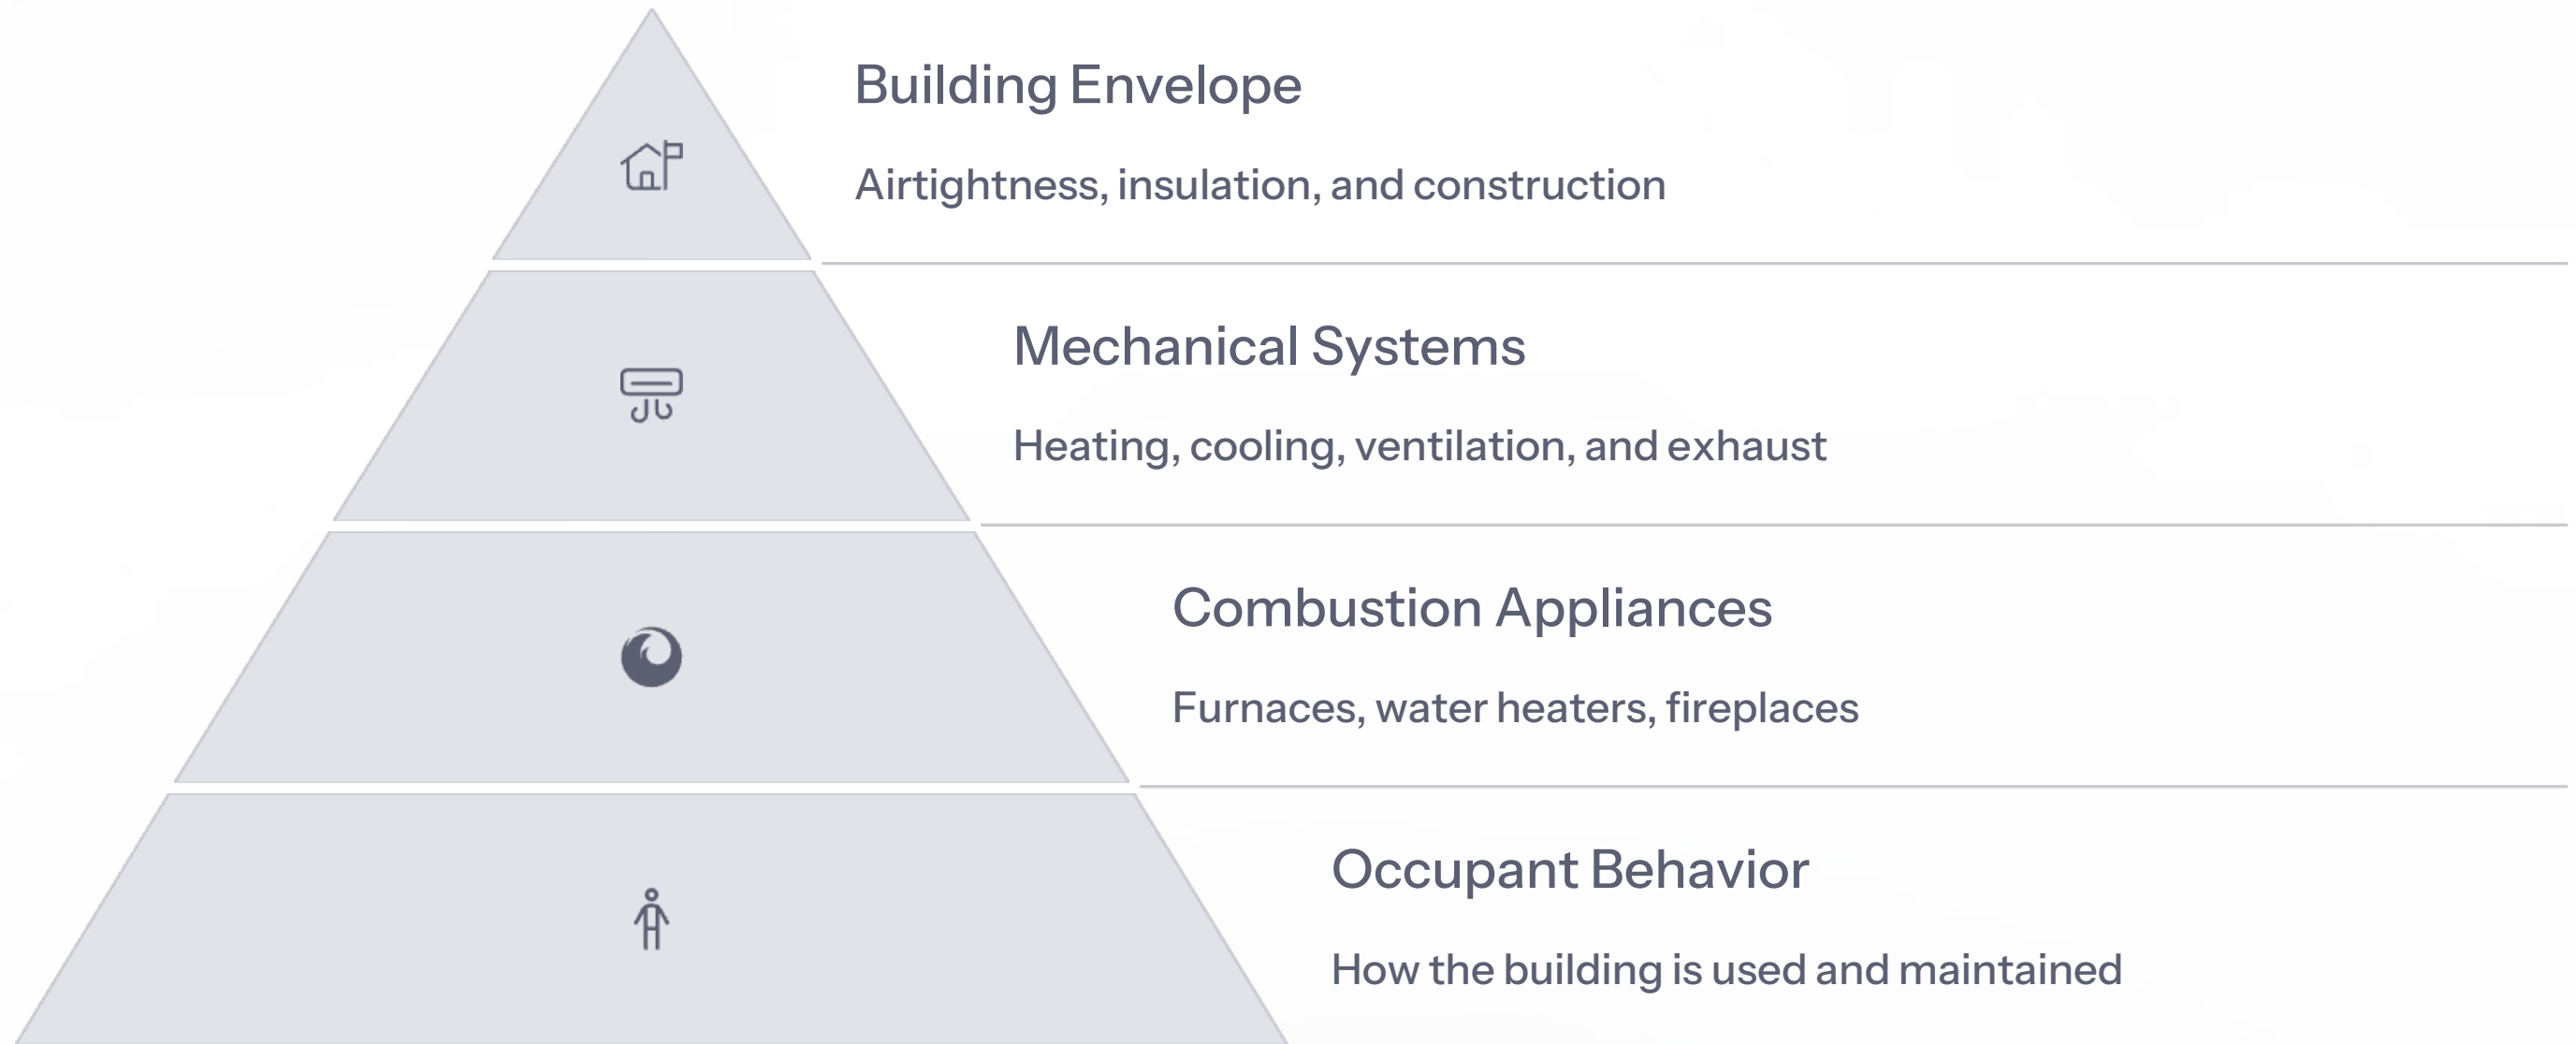 Building Envelope
Airtightness, insulation, and construction
Mechanical Systems
Heating, cooling, ventilation, and exhaust
Combustion Appliances
Furnaces, water heaters, fireplaces
Occupant Behavior
How the building is used and maintained